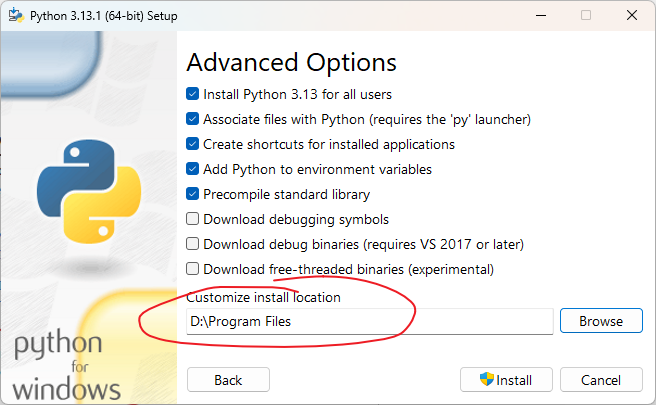 Python 3.13.1 (64-bit) Setup
Advanced Options
Install Python 3.13 for all users
Associate files with Python (requires the 'py' launcher)
Create shortcuts for installed applications
Add Python to environment variables
Precompile standard library
Download debugging symbols
Download debug binaries (requires VS 2017 or later)
Download free-threaded binaries (experimental)
Customize install location
D:\Program Files
Browse
python
for
windows
Back
Install
Cancel